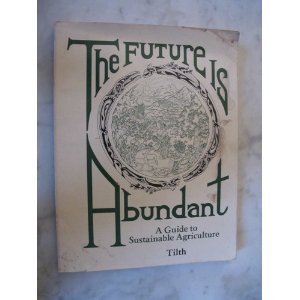 The Future Is
Abundant
A Guide to
Sustainable Agriculture
Tilth